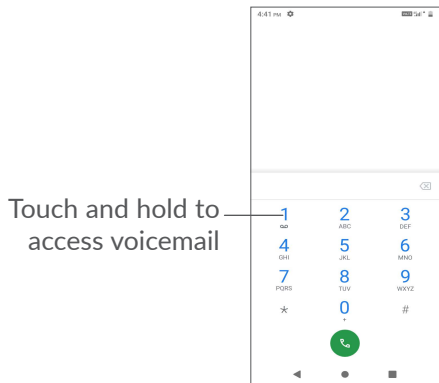 4:41 PM
Touch and hold to
access voicemail
1 2 3
ABC DEF
4 5 6
GHI JKL MNO
7 8 9
PQRS TUV WXYZ
* 0 #
+